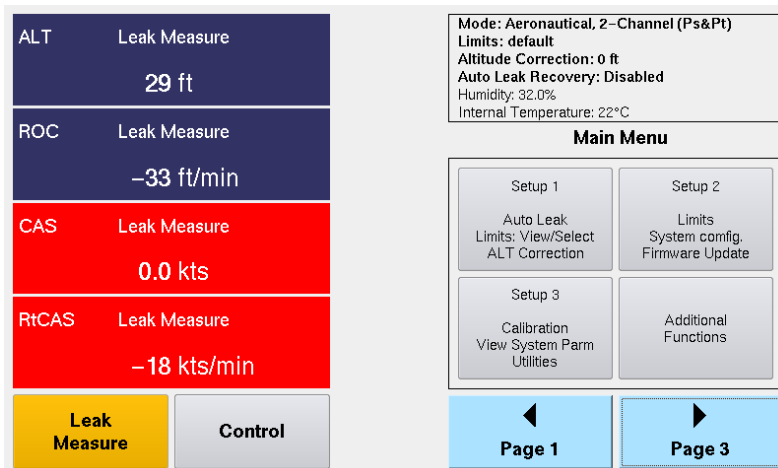 ALT Leak Measure
29 ft
ROC Leak Measure
−33 ft/min
CAS Leak Measure
0.0 kts
RtCAS Leak Measure
−18 kts/min
Leak
Measure
Control
Mode: Aeronautical, 2−Channel (Ps&Pt)
Limits: default
Altitude Correction: 0 ft
Auto Leak Recovery: Disabled
Humidity: 32.0%
Internal Temperature: 22°C
Main Menu
Setup 1
Auto Leak
Limits: View/Select
ALT Correction
Setup 2
Limits
System config.
Firmware Update
Setup 3
Calibration
View System Parm
Utilities
Additional
Functions
Page 1
Page 3